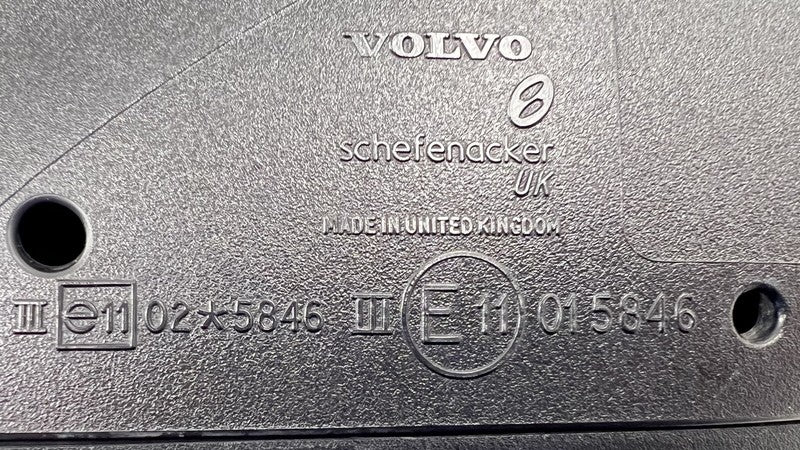 VOLVO
schefenacker
UK
MADE IN UNITED KINGDOM
III e11 02*5846 III E 11 015846